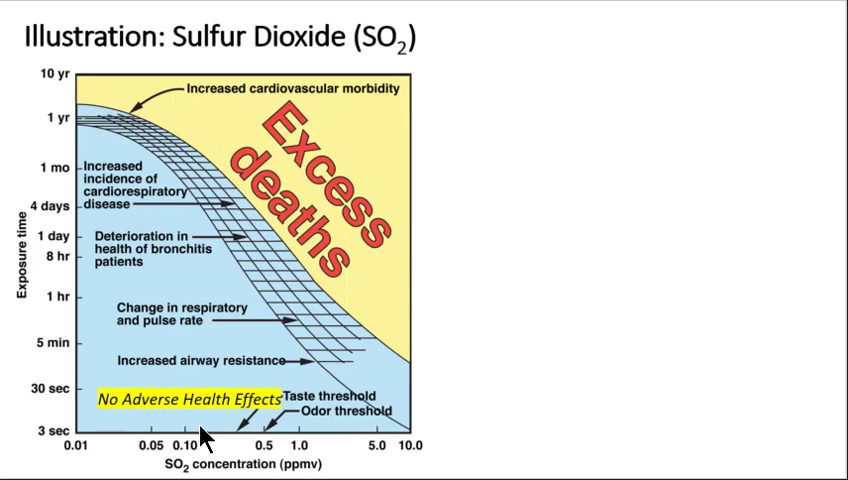 Illustration: Sulfur Dioxide (SO₂)
10 yr
Increased cardiovascular morbidity
1 yr
Excess
deaths
1 mo
Increased
incidence of
cardiorespiratory
disease
4 days
1 day
Deterioration in
health of bronchitis
patients
8 hr
Exposure time
1 hr
Change in respiratory
and pulse rate
5 min
Increased airway resistance
30 sec
No Adverse Health Effects
Taste threshold
Odor threshold
3 sec
0.01 0.05 0.10 0.5 1.0 5.0 10.0
SO₂ concentration (ppmv)